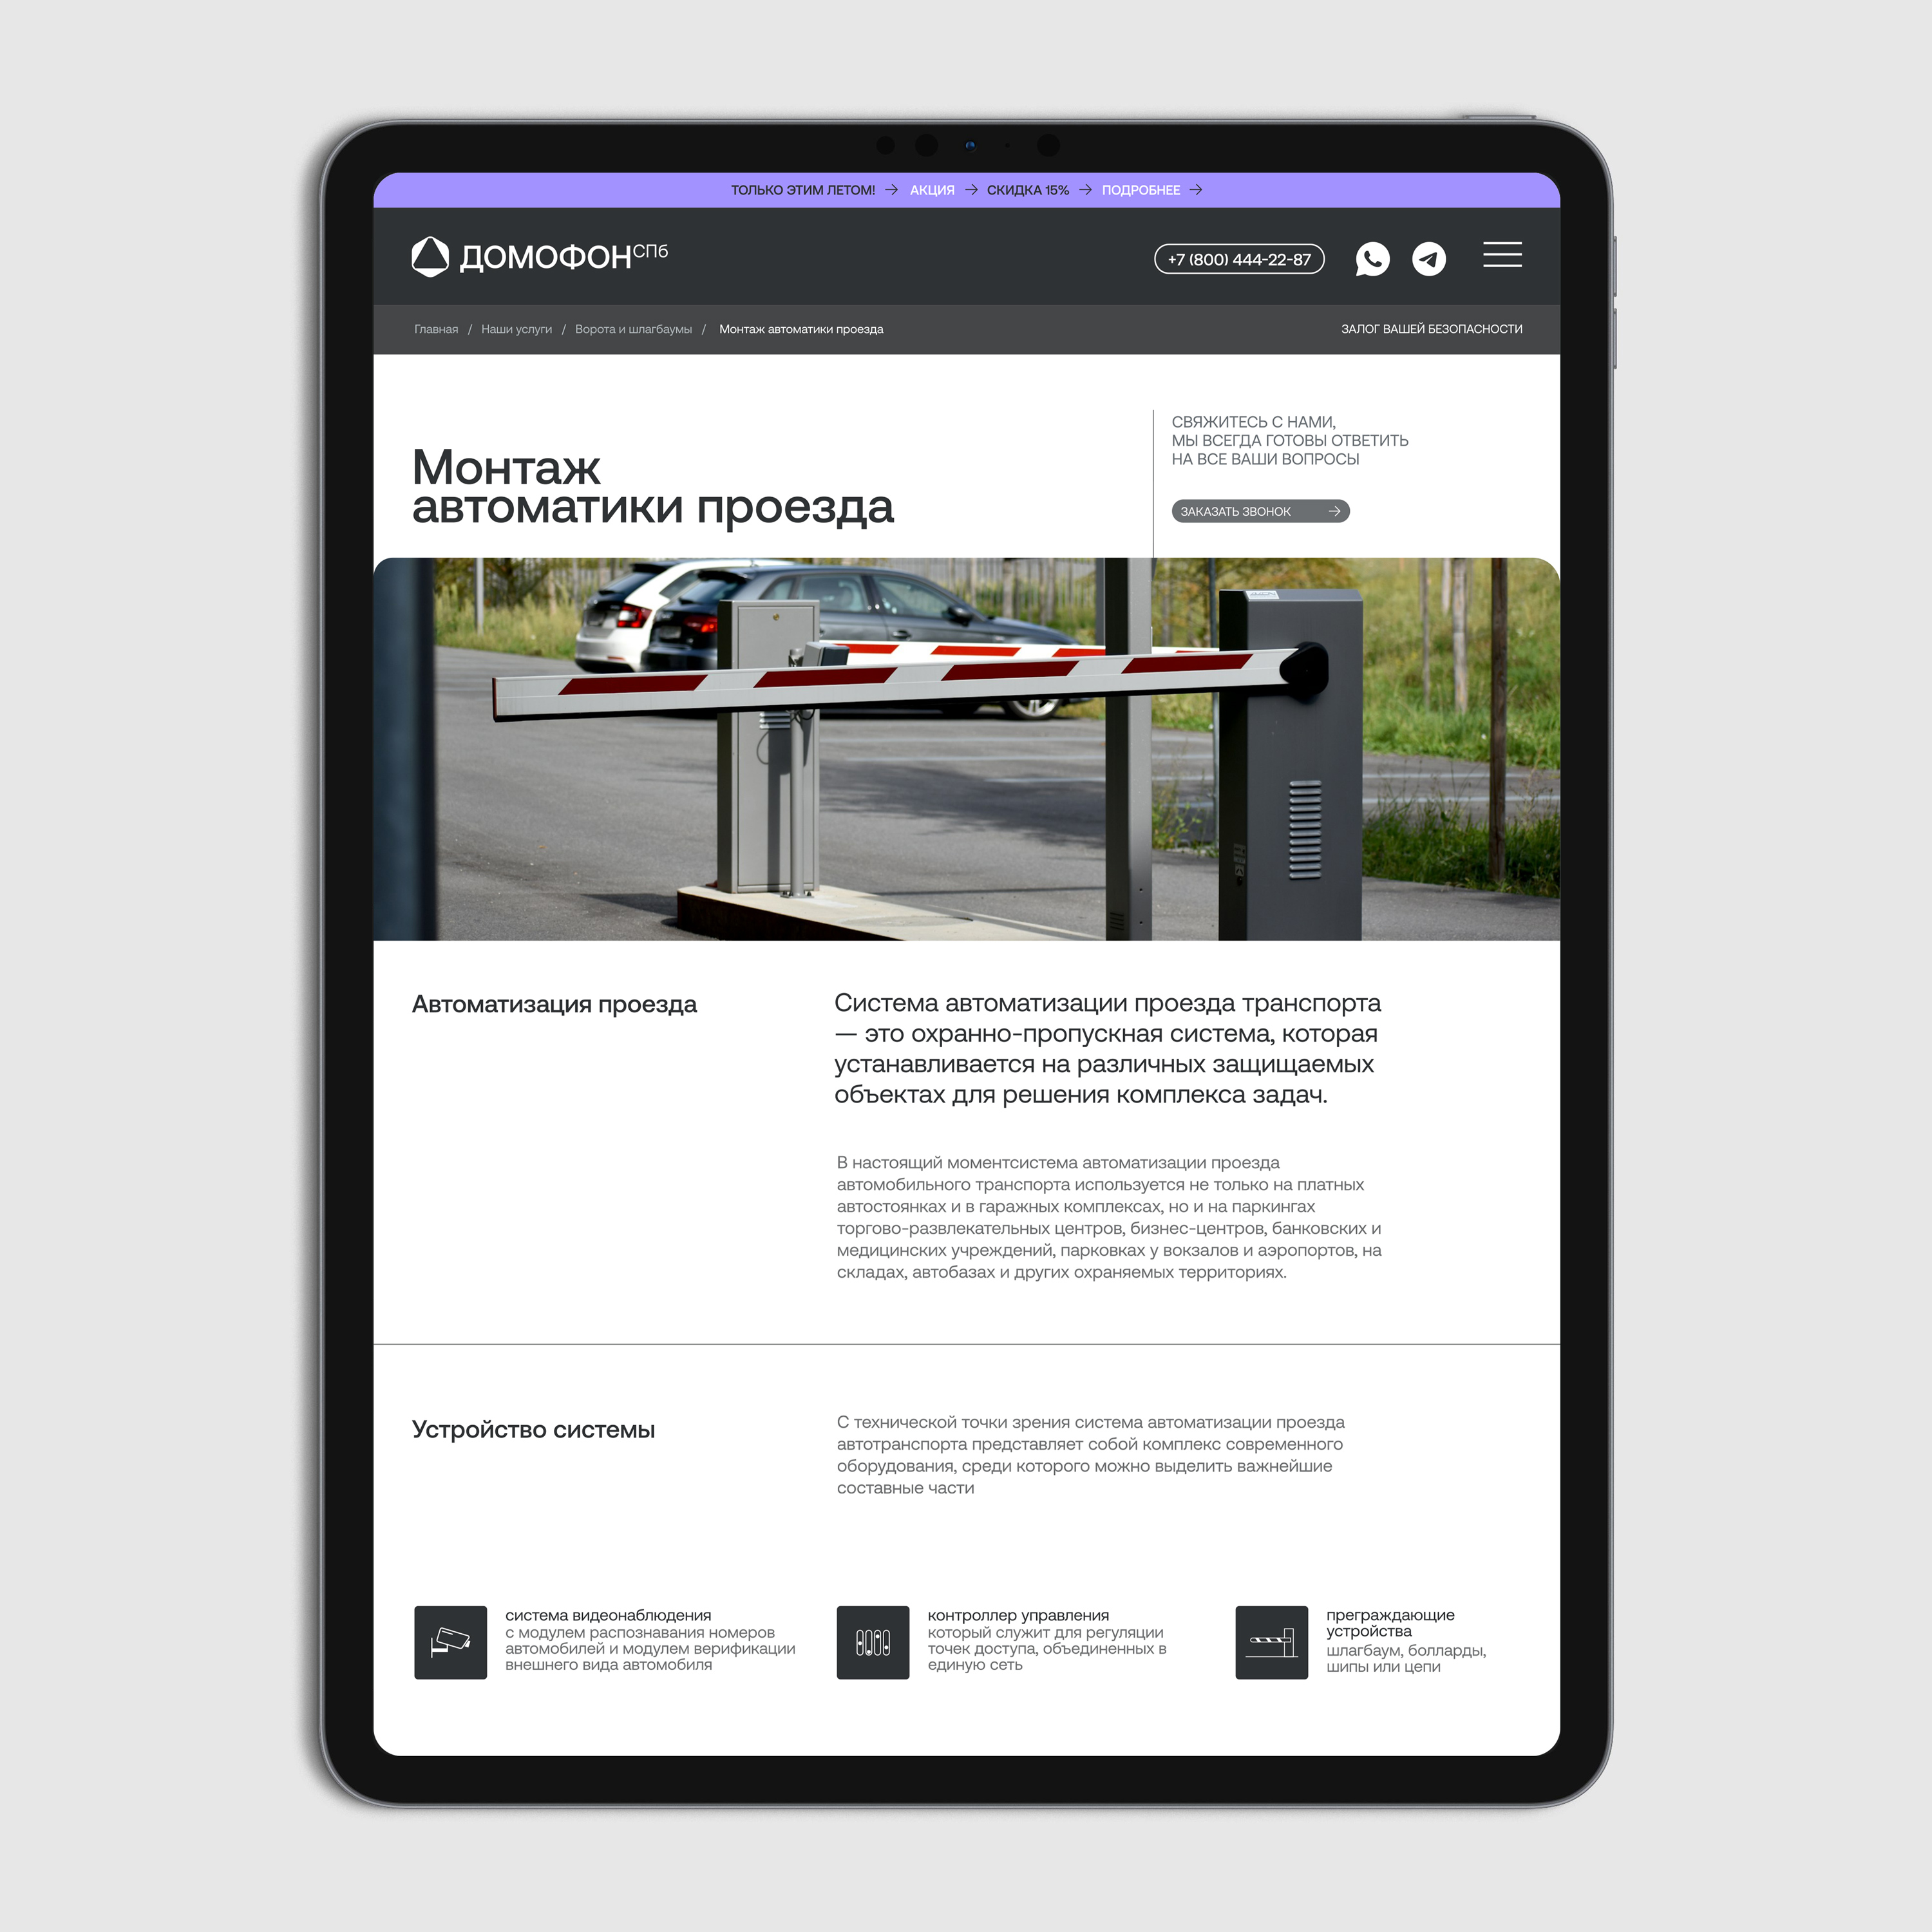 ТОЛЬКО ЭТИМ ЛЕТОМ! → АКЦИЯ → СКИДКА 15% → ПОДРОБНЕЕ →
ДОМОФОН СПб
+7 (800) 444-22-87
Главная / Наши услуги / Ворота и шлагбаумы / Монтаж автоматики проезда
ЗАЛОГ ВАШЕЙ БЕЗОПАСНОСТИ
Монтаж
автоматики проезда
СВЯЖИТЕСЬ С НАМИ,
МЫ ВСЕГДА ГОТОВЫ ОТВЕТИТЬ
НА ВСЕ ВАШИ ВОПРОСЫ
ЗАКАЗАТЬ ЗВОНОК →
Автоматизация проезда
Система автоматизации проезда транспорта
— это охранно-пропускная система, которая
устанавливается на различных защищаемых
объектах для решения комплекса задач.
В настоящий моментсистема автоматизации проезда
автомобильного транспорта используется не только на платных
автостоянках и в гаражных комплексах, но и на паркингах
торгово-развлекательных центров, бизнес-центров, банковских и
медицинских учреждений, парковках у вокзалов и аэропортов, на
складах, автобазах и других охраняемых территориях.
Устройство системы
С технической точки зрения система автоматизации проезда
автотранспорта представляет собой комплекс современного
оборудования, среди которого можно выделить важнейшие
составные части
система видеонаблюдения
с модулем распознавания номеров
автомобилей и модулем верификации
внешнего вида автомобиля
контроллер управления
который служит для регуляции
точек доступа, объединенных в
единую сеть
преграждающие
устройства
шлагбаум, болларды,
шипы или цепи